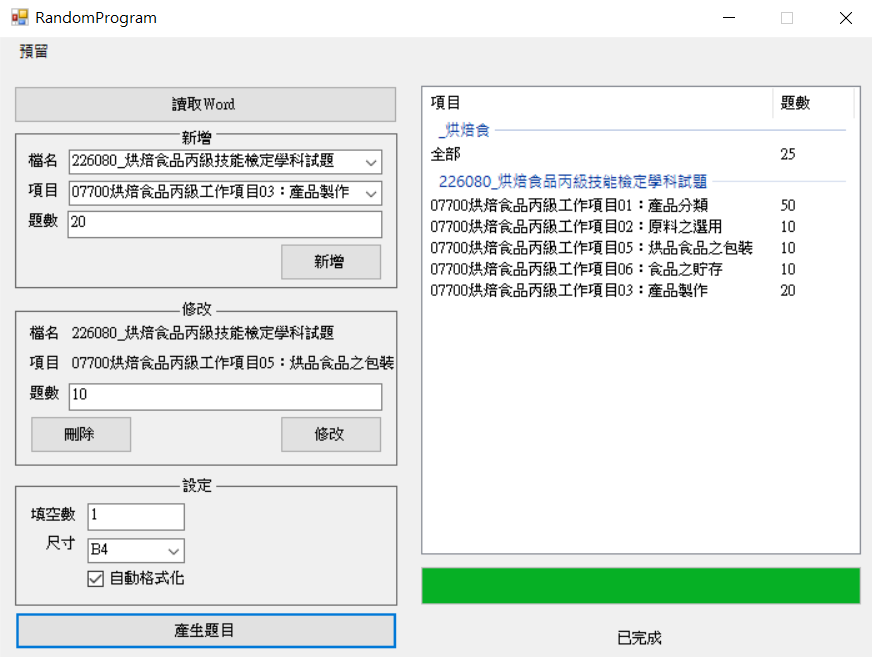 RandomProgram
預留
讀取Word
新增
檔名 226080_烘焙食品丙級技能檢定學科試題
項目 07700烘焙食品丙級工作項目03：產品製作
題數 20
新增
修改
檔名 226080_烘焙食品丙級技能檢定學科試題
項目 07700烘焙食品丙級工作項目05：烘品食品之包裝
題數 10
刪除 修改
設定
填空數 1
尺寸 B4
自動格式化
產生題目
項目 題數
_烘焙食
全部 25
226080_烘焙食品丙級技能檢定學科試題
07700烘焙食品丙級工作項目01：產品分類 50
07700烘焙食品丙級工作項目02：原料之選用 10
07700烘焙食品丙級工作項目05：烘品食品之包裝 10
07700烘焙食品丙級工作項目06：食品之貯存 10
07700烘焙食品丙級工作項目03：產品製作 20
已完成